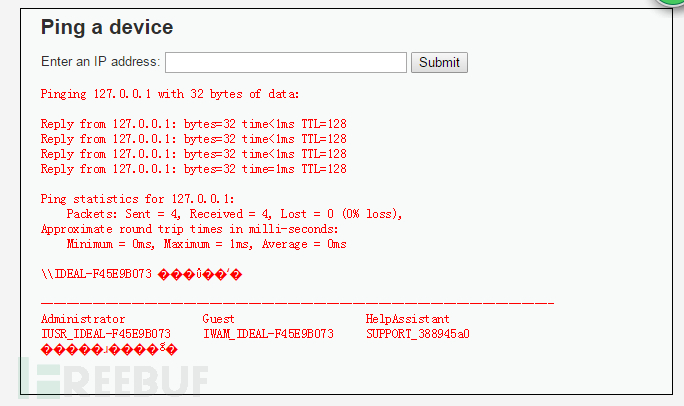 Ping a device
Enter an IP address: Submit
Pinging 127.0.0.1 with 32 bytes of data:
Reply from 127.0.0.1: bytes=32 time<1ms TTL=128
Reply from 127.0.0.1: bytes=32 time<1ms TTL=128
Reply from 127.0.0.1: bytes=32 time<1ms TTL=128
Reply from 127.0.0.1: bytes=32 time=1ms TTL=128
Ping statistics for 127.0.0.1:
Packets: Sent = 4, Received = 4, Lost = 0 (0% loss),
Approximate round trip times in milli-seconds:
Minimum = 0ms, Maximum = 1ms, Average = 0ms
\\IDEAL-F45E9B073
Administrator Guest HelpAssistant
IUSR_IDEAL-F45E9B073 IWAM_IDEAL-F45E9B073 SUPPORT_388945a0
FREEBUF